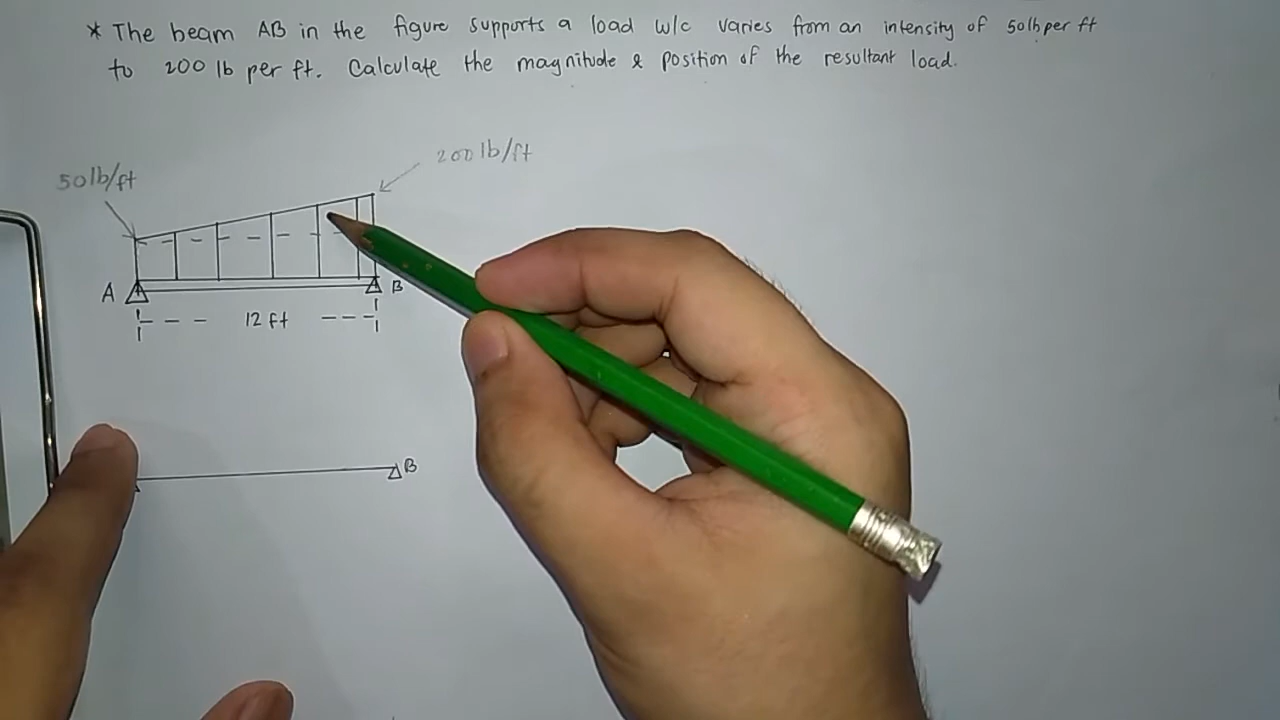 * The beam AB in the figure supports a load w/c varies from an intensity of 50lb per ft
to 200 lb per ft. Calculate the magnitude & position of the resultant load.
200 lb/ft
50lb/ft
A
B
12 ft
B